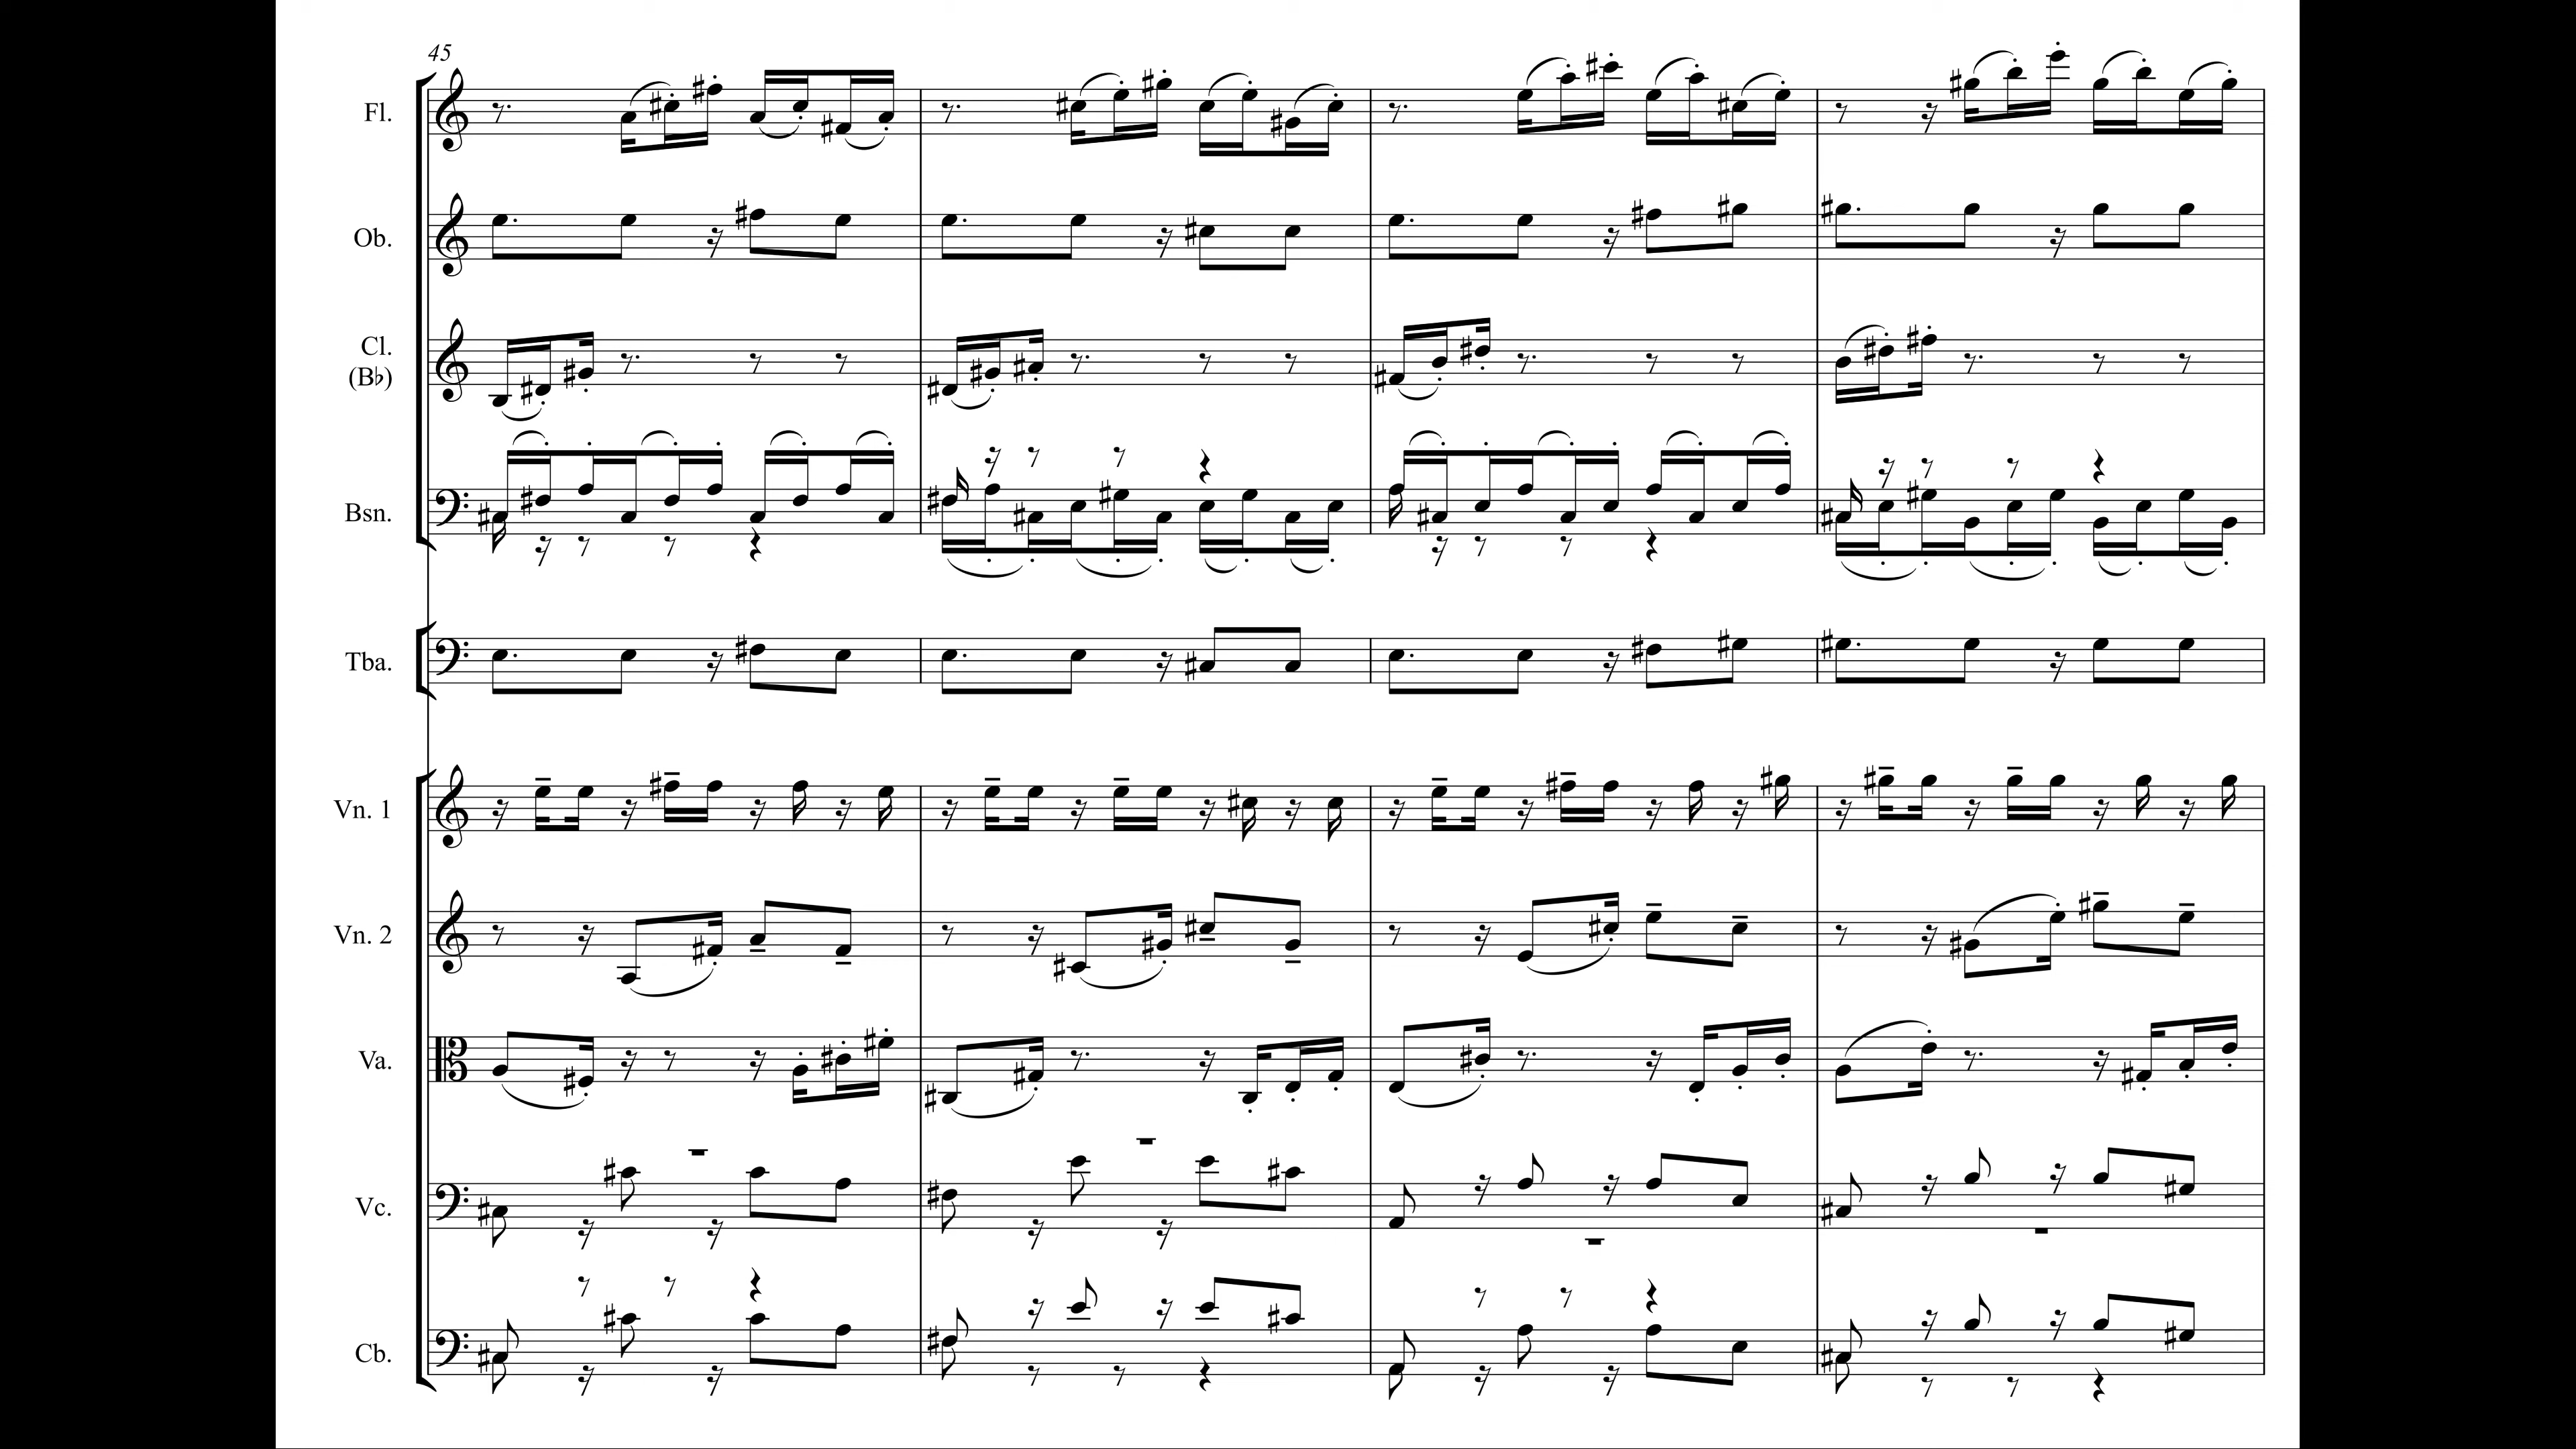 45
Fl.
Ob.
Cl.
(B♭)
Bsn.
Tba.
Vn. 1
Vn. 2
Va.
Vc.
Cb.